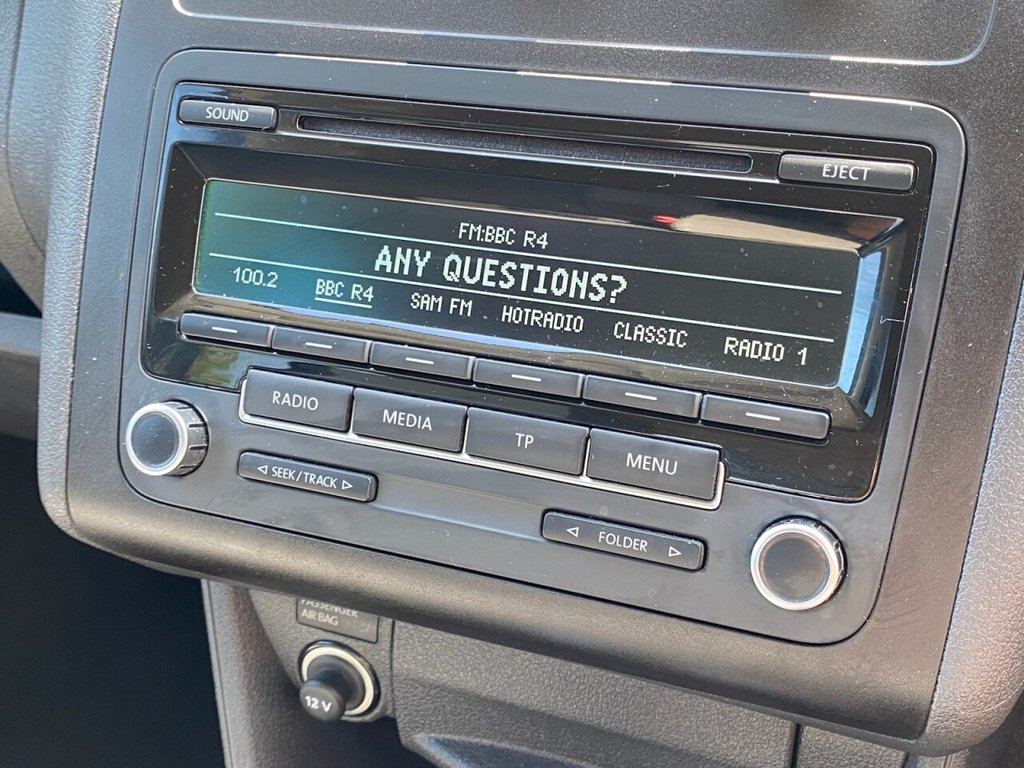 SOUND
EJECT
FM:BBC R4
ANY QUESTIONS?
100.2 BBC R4 SAM FM HOTRADIO CLASSIC RADIO 1
RADIO MEDIA TP MENU
SEEK/TRACK
FOLDER
PASSENGER
AIR BAG
12 V